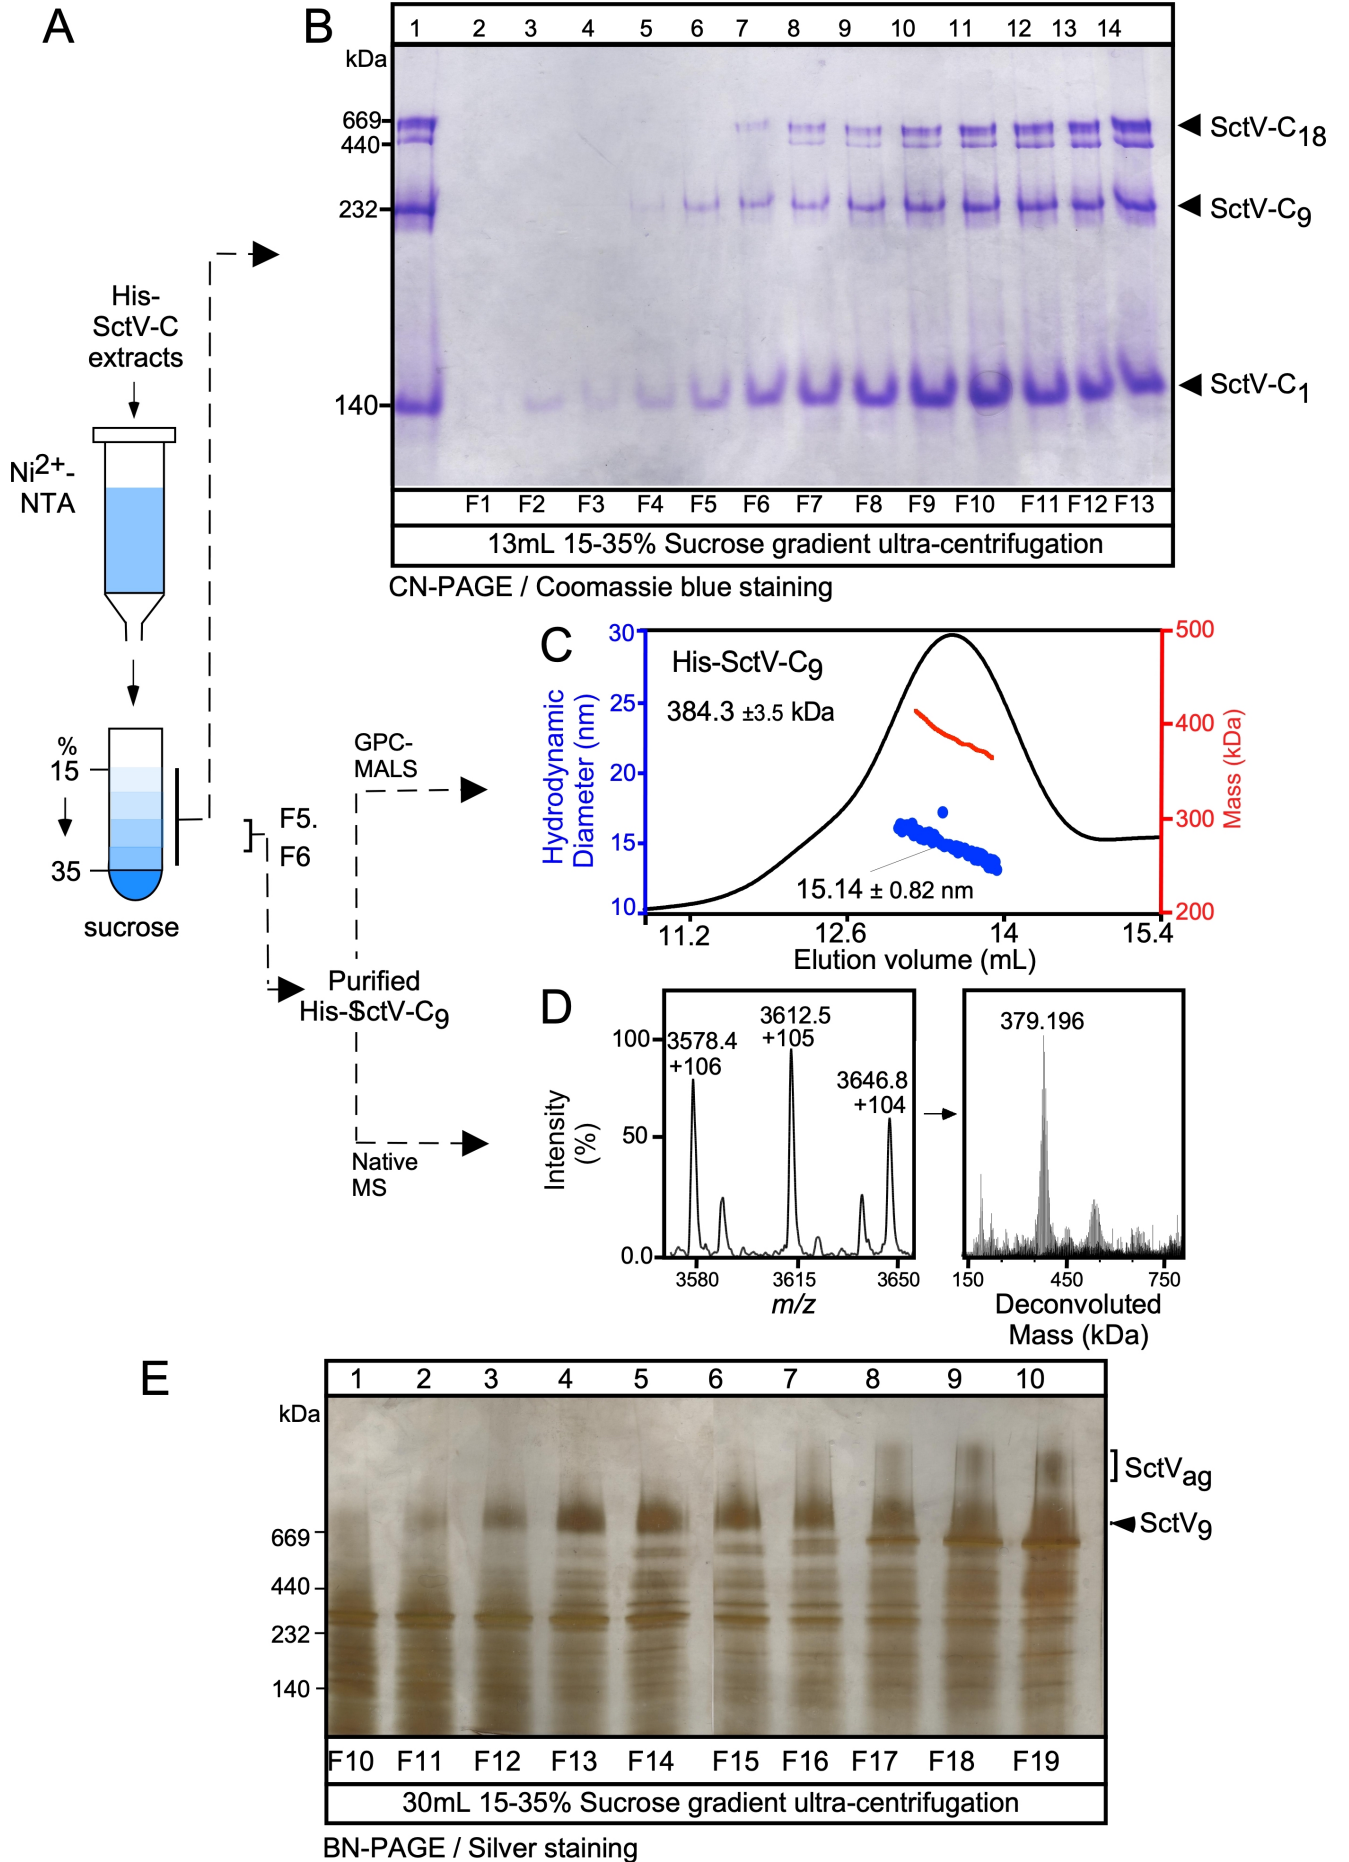 A
B
1 2 3 4 5 6 7 8 9 10 11 12 13 14
kDa
669
440
232
140
SctV-C18
SctV-C9
SctV-C1
F1 F2 F3 F4 F5 F6 F7 F8 F9 F10 F11 F12 F13
13mL 15-35% Sucrose gradient ultra-centrifugation
CN-PAGE / Coomassie blue staining
His-
SctV-C
extracts
Ni2+-
NTA
%
15
35
sucrose
F5.
F6
GPC-
MALS
Purified
His-SctV-C9
Native
MS
C
His-SctV-C9
384.3 ±3.5 kDa
Hydrodynamic
Diameter (nm)
30
25
20
15
10
Mass (kDa)
500
400
300
200
15.14 ± 0.82 nm
11.2 12.6 14 15.4
Elution volume (mL)
D
Intensity
(%)
100
50
0.0
3578.4
+106
3612.5
+105
3646.8
+104
3580 3615 3650
m/z
379.196
150 450 750
Deconvoluted
Mass (kDa)
E
1 2 3 4 5 6 7 8 9 10
kDa
669
440
232
140
SctVag
SctV9
F10 F11 F12 F13 F14 F15 F16 F17 F18 F19
30mL 15-35% Sucrose gradient ultra-centrifugation
BN-PAGE / Silver staining